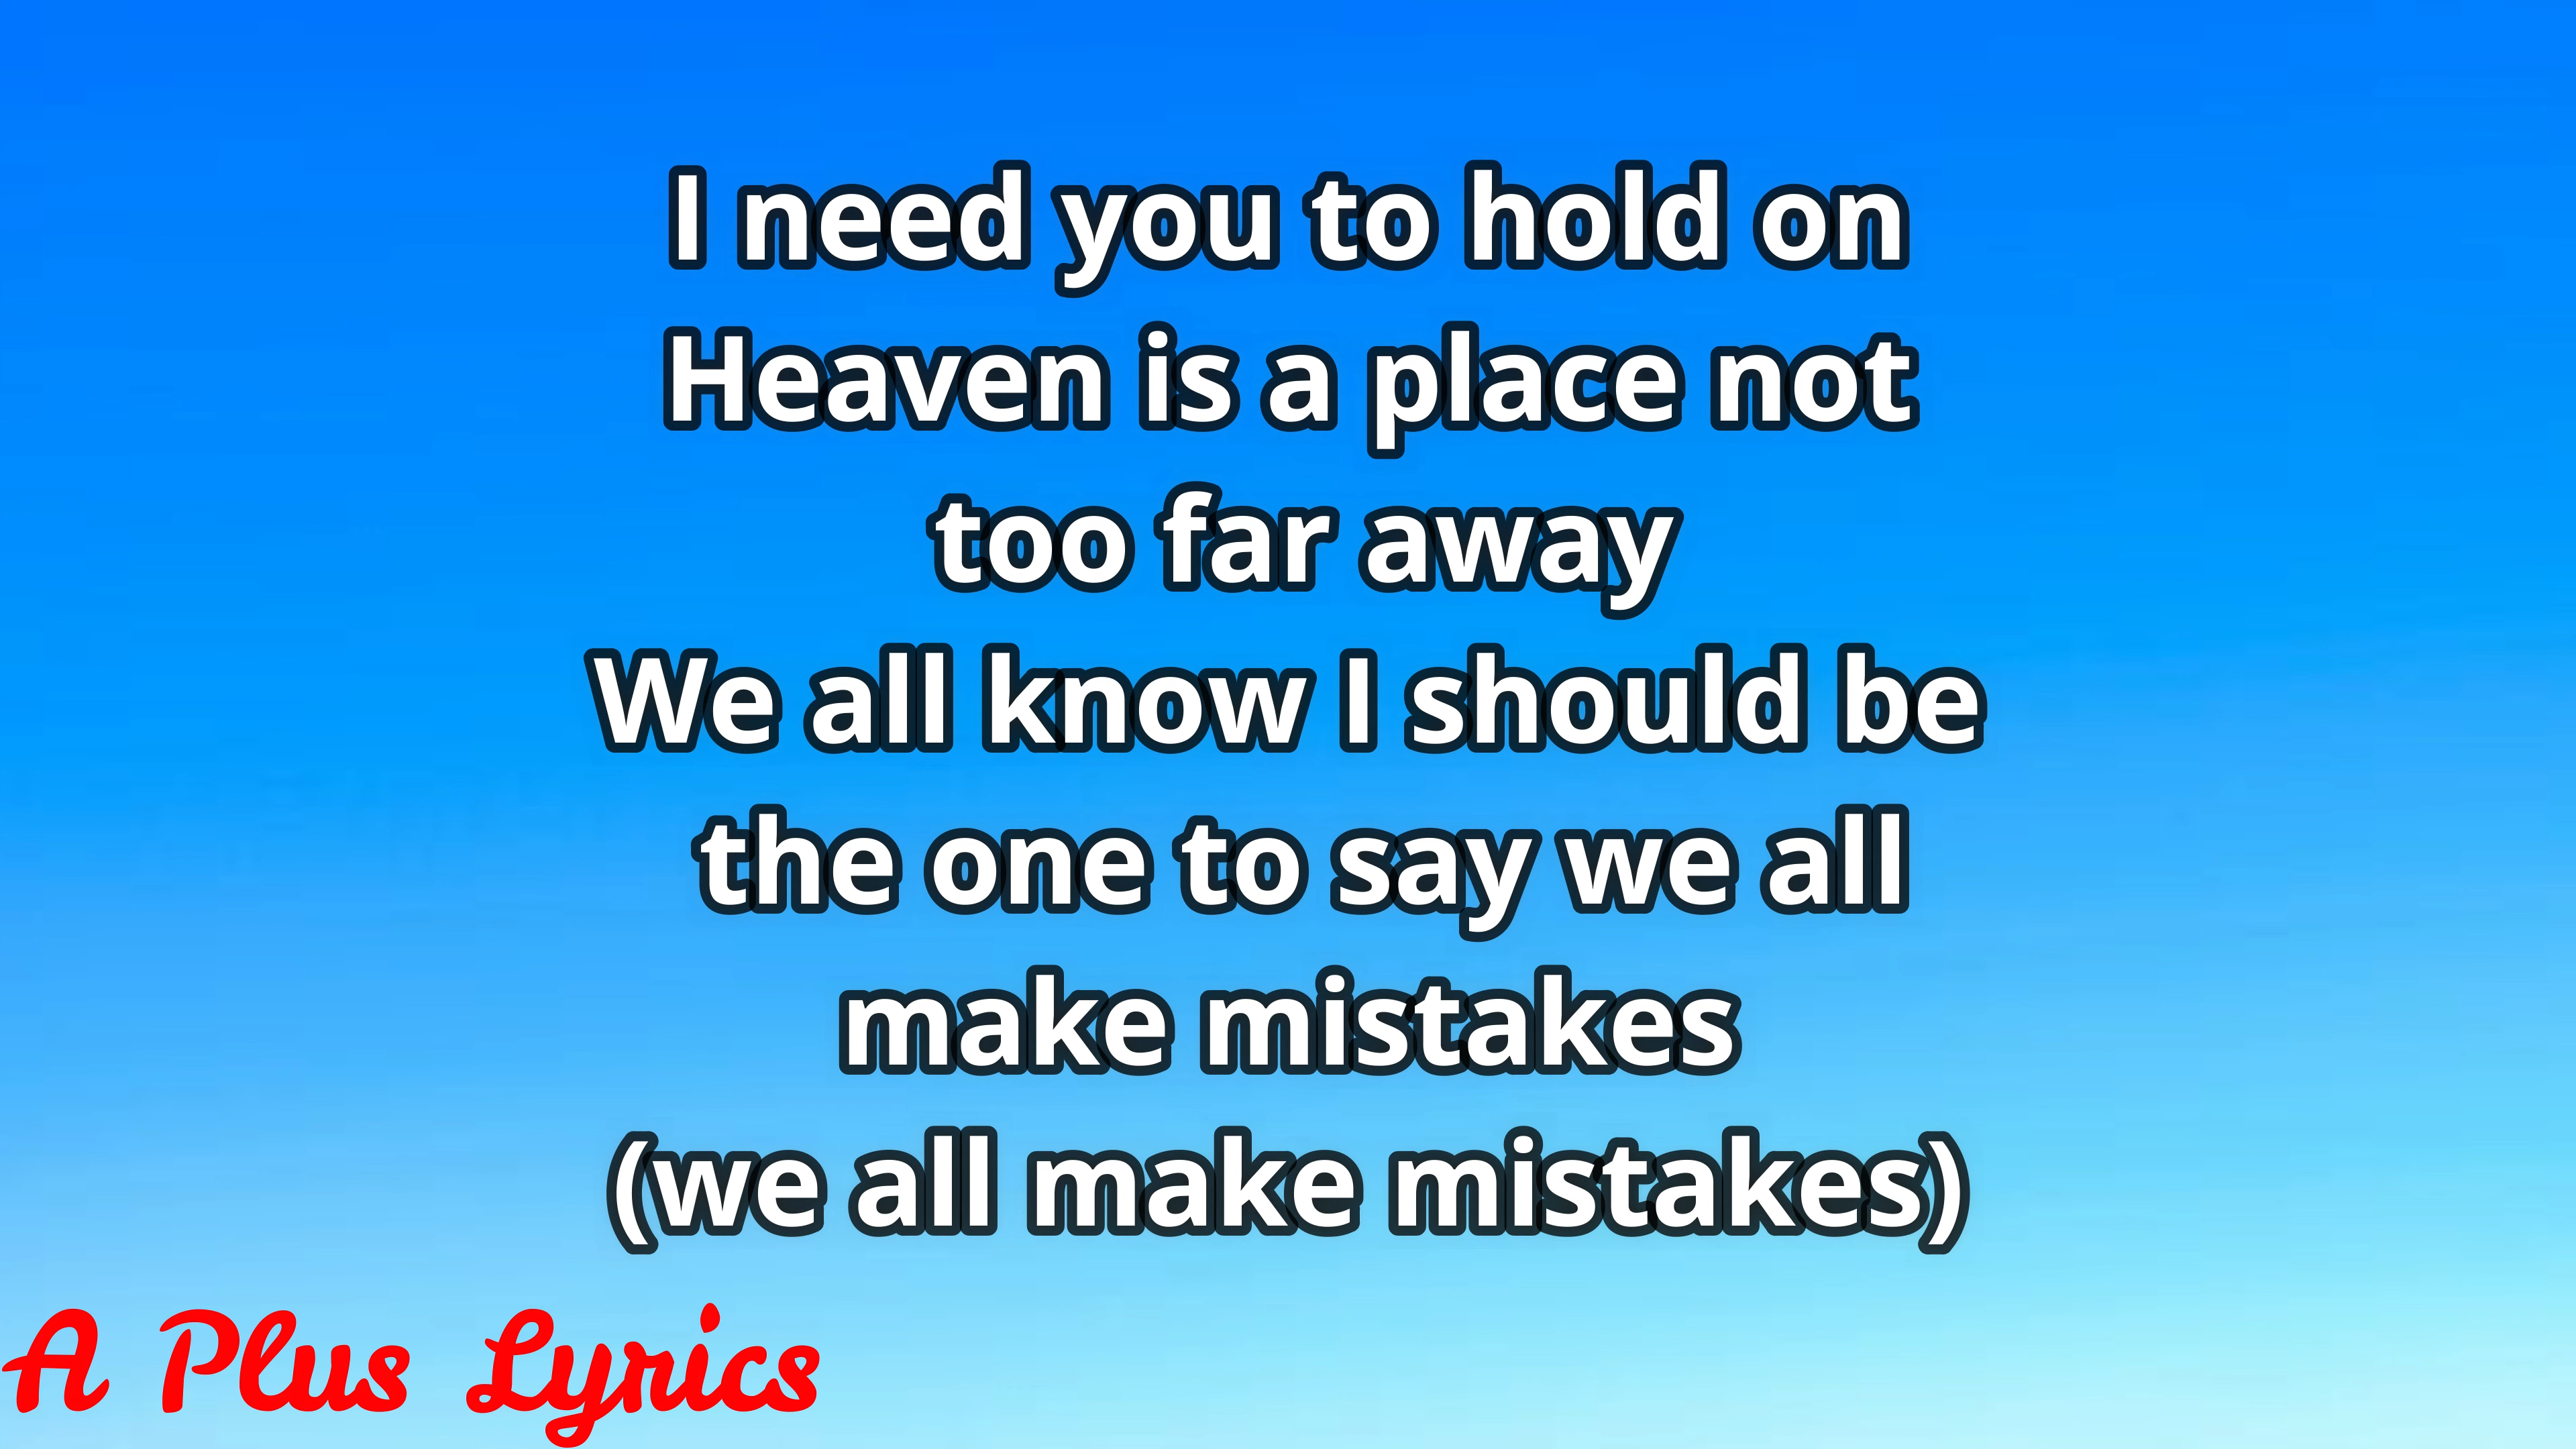 I need you to hold on
Heaven is a place not
too far away
We all know I should be
the one to say we all
make mistakes
(we all make mistakes)
A Plus Lyrics